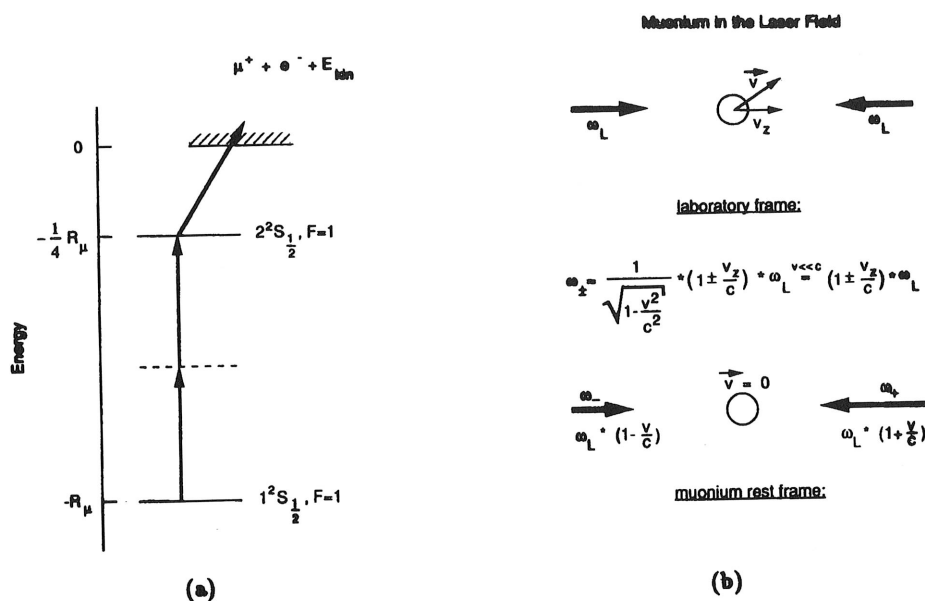 μ⁺ + e⁻ + E_kin
0
-1/4 R_μ
2²S_1/2, F=1
Energy
-R_μ
1²S_1/2, F=1
(a)
Muonium in the Laser Field
v⃗
v_z
ω_L
ω_L
laboratory frame:
ω_± = 1/√(1-v²/c²) * (1 ± v_z/c) * ω_L =^{v<<c} (1 ± v_z/c) * ω_L
v⃗ = 0
ω_-
ω_+
ω_L * (1-v/c)
ω_L * (1+v/c)
muonium rest frame:
(b)